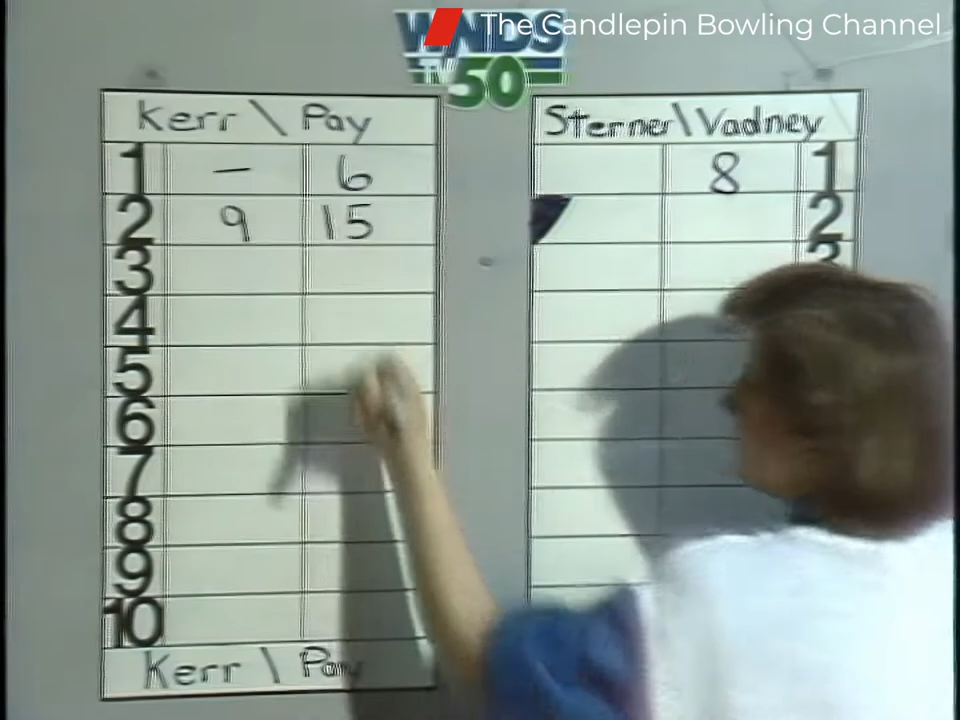 The Candlepin Bowling Channel
WNDS
TV 50
Kerr \ Pay
1 – 6
2 9 15
3
4
5
6
7
8
9
10
Kerr \ Pay
Sterner \ Vadney
8 1
2
3